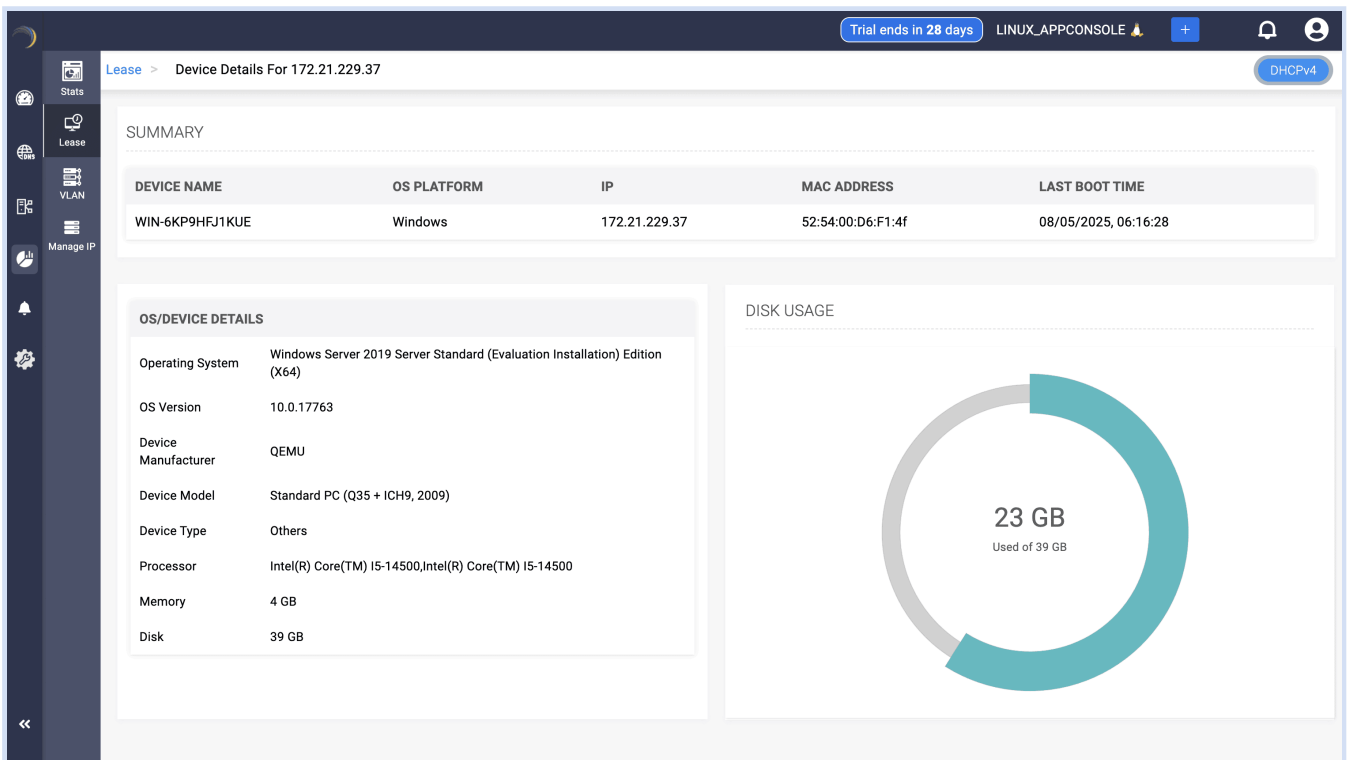 Trial ends in 28 days
LINUX_APPCONSOLE
+
Lease > Device Details For 172.21.229.37
DHCPv4
DNS
Stats
Lease
VLAN
Manage IP
SUMMARY
DEVICE NAME OS PLATFORM IP MAC ADDRESS LAST BOOT TIME
WIN-6KP9HFJ1KUE Windows 172.21.229.37 52:54:00:D6:F1:4f 08/05/2025, 06:16:28
OS/DEVICE DETAILS
Operating System Windows Server 2019 Server Standard (Evaluation Installation) Edition
(X64)
OS Version 10.0.17763
Device
Manufacturer QEMU
Device Model Standard PC (Q35 + ICH9, 2009)
Device Type Others
Processor Intel(R) Core(TM) I5-14500,Intel(R) Core(TM) I5-14500
Memory 4 GB
Disk 39 GB
DISK USAGE
23 GB
Used of 39 GB